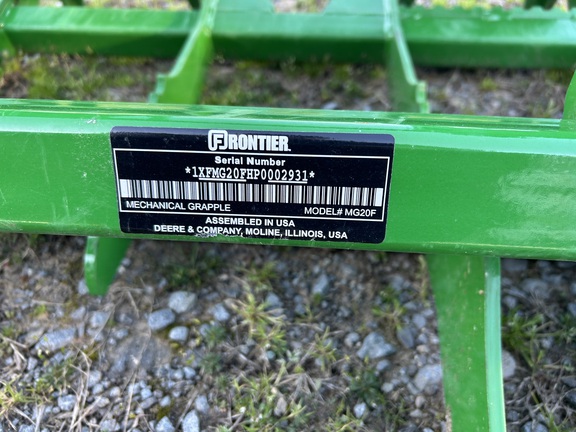 FRONTIER
Serial Number
*1XFMG20FHP0002931*
MECHANICAL GRAPPLE MODEL# MG20F
ASSEMBLED IN USA
DEERE & COMPANY, MOLINE, ILLINOIS, USA